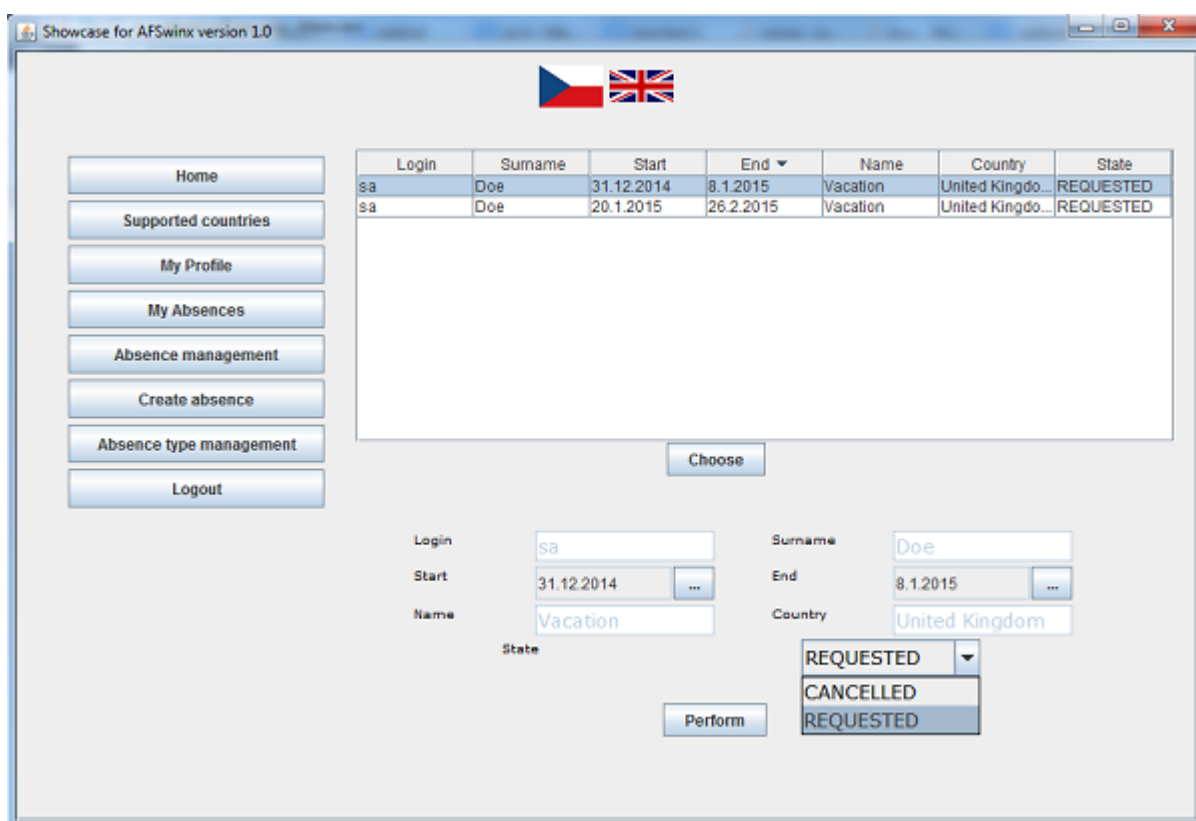 Showcase for AFSwinx version 1.0
Home
Supported countries
My Profile
My Absences
Absence management
Create absence
Absence type management
Logout
Login Surname Start End Name Country State
sa Doe 31.12.2014 8.1.2015 Vacation United Kingdo... REQUESTED
sa Doe 20.1.2015 26.2.2015 Vacation United Kingdo... REQUESTED
Choose
Login sa Surname Doe
Start 31.12.2014 ... End 8.1.2015 ...
Name Vacation Country United Kingdom
State REQUESTED
CANCELLED
REQUESTED
Perform